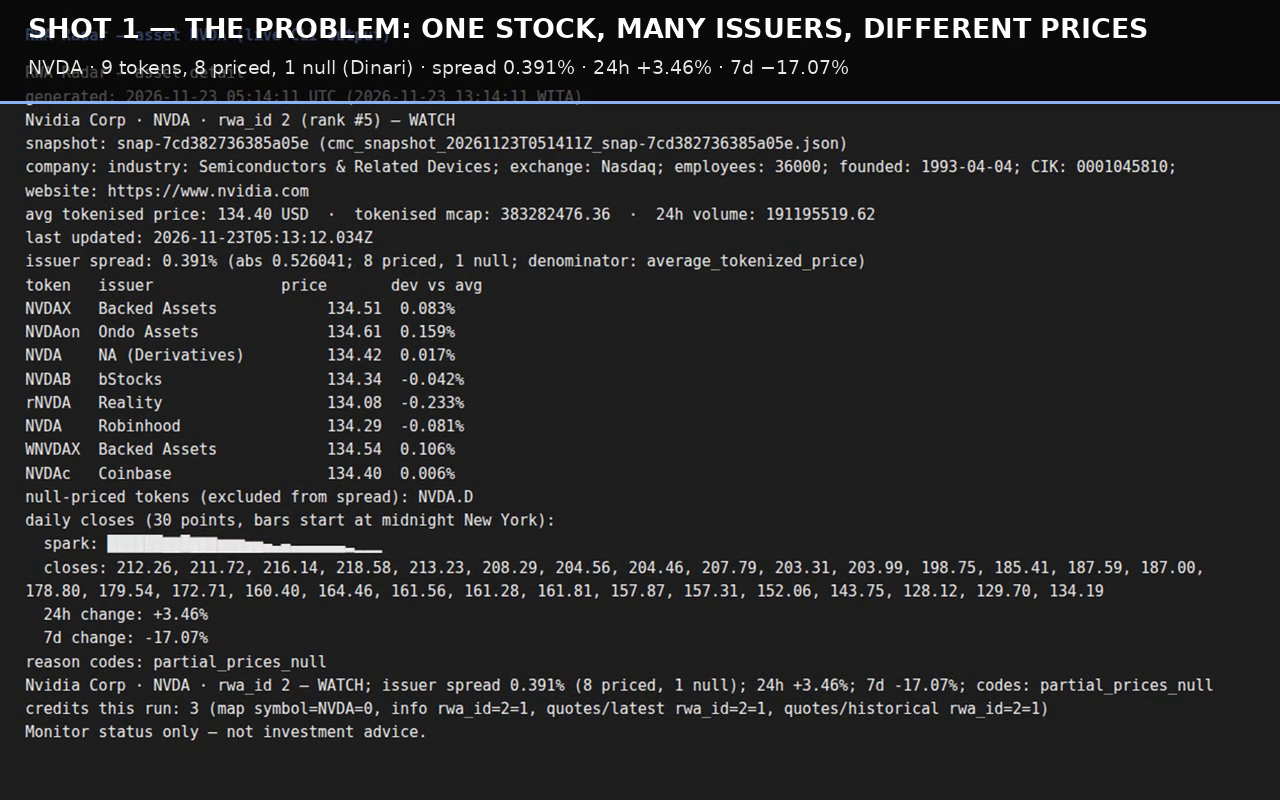 SHOT 1 — THE PROBLEM: ONE STOCK, MANY ISSUERS, DIFFERENT PRICES
NVDA · 9 tokens, 8 priced, 1 null (Dinari) · spread 0.391% · 24h +3.46% · 7d −17.07%
generated: 2026-11-23 05:14:11 UTC (2026-11-23 13:14:11 WITA)
Nvidia Corp · NVDA · rwa_id 2 (rank #5) — WATCH
snapshot: snap-7cd382736385a05e (cmc_snapshot_20261123T051411Z_snap-7cd382736385a05e.json)
company: industry: Semiconductors & Related Devices; exchange: Nasdaq; employees: 36000; founded: 1993-04-04; CIK: 0001045810;
website: https://www.nvidia.com
avg tokenised price: 134.40 USD · tokenised mcap: 383282476.36 · 24h volume: 191195519.62
last updated: 2026-11-23T05:13:12.034Z
issuer spread: 0.391% (abs 0.526041; 8 priced, 1 null; denominator: average_tokenized_price)
token issuer price dev vs avg
NVDAX Backed Assets 134.51 0.083%
NVDAon Ondo Assets 134.61 0.159%
NVDA NA (Derivatives) 134.42 0.017%
NVDAB bStocks 134.34 -0.042%
rNVDA Reality 134.08 -0.233%
NVDA Robinhood 134.29 -0.081%
WNVDAX Backed Assets 134.54 0.106%
NVDAc Coinbase 134.40 0.006%
null-priced tokens (excluded from spread): NVDA.D
daily closes (30 points, bars start at midnight New York):
spark:
closes: 212.26, 211.72, 216.14, 218.58, 213.23, 208.29, 204.56, 204.46, 207.79, 203.31, 203.99, 198.75, 185.41, 187.59, 187.00,
178.80, 179.54, 172.71, 160.40, 164.46, 161.56, 161.28, 161.81, 157.87, 157.31, 152.06, 143.75, 128.12, 129.70, 134.19
24h change: +3.46%
7d change: -17.07%
reason codes: partial_prices_null
Nvidia Corp · NVDA · rwa_id 2 — WATCH; issuer spread 0.391% (8 priced, 1 null); 24h +3.46%; 7d -17.07%; codes: partial_prices_null
credits this run: 3 (map symbol=NVDA=0, info rwa_id=2=1, quotes/latest rwa_id=2=1, quotes/historical rwa_id=2=1)
Monitor status only — not investment advice.